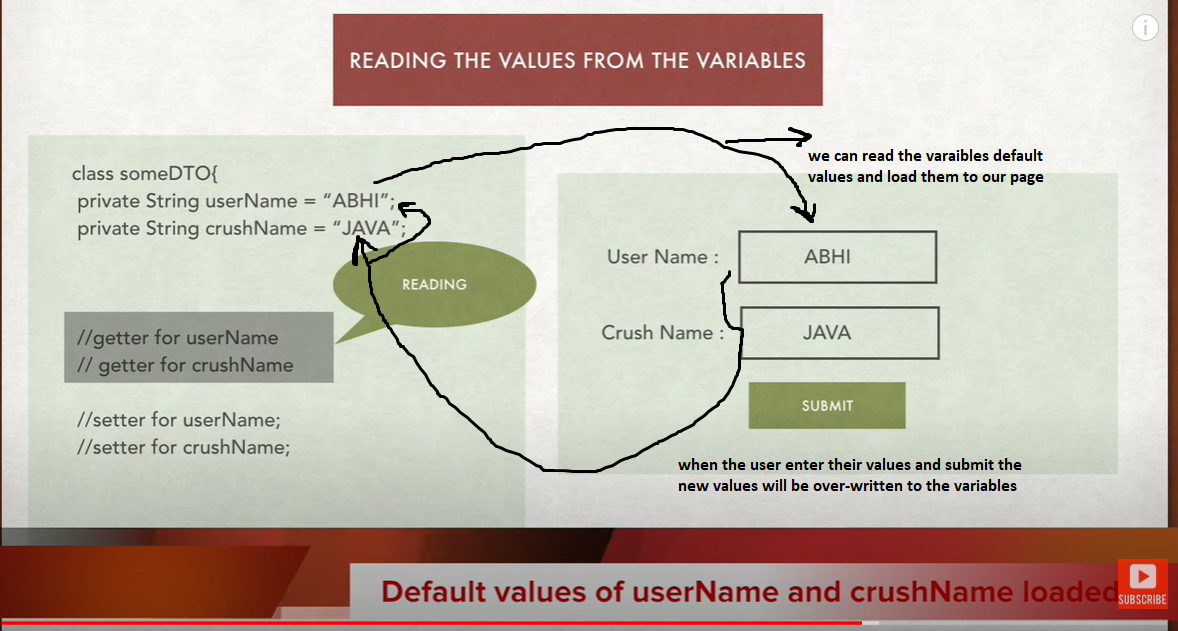 READING THE VALUES FROM THE VARIABLES
class someDTO{
private String userName = “ABHI”;
private String crushName = “JAVA”;
READING
//getter for userName
// getter for crushName
//setter for userName;
//setter for crushName;
we can read the varaibles default
values and load them to our page
User Name : ABHI
Crush Name : JAVA
SUBMIT
when the user enter their values and submit the
new values will be over-written to the variables
Default values of userName and crushName loaded
SUBSCRIBE